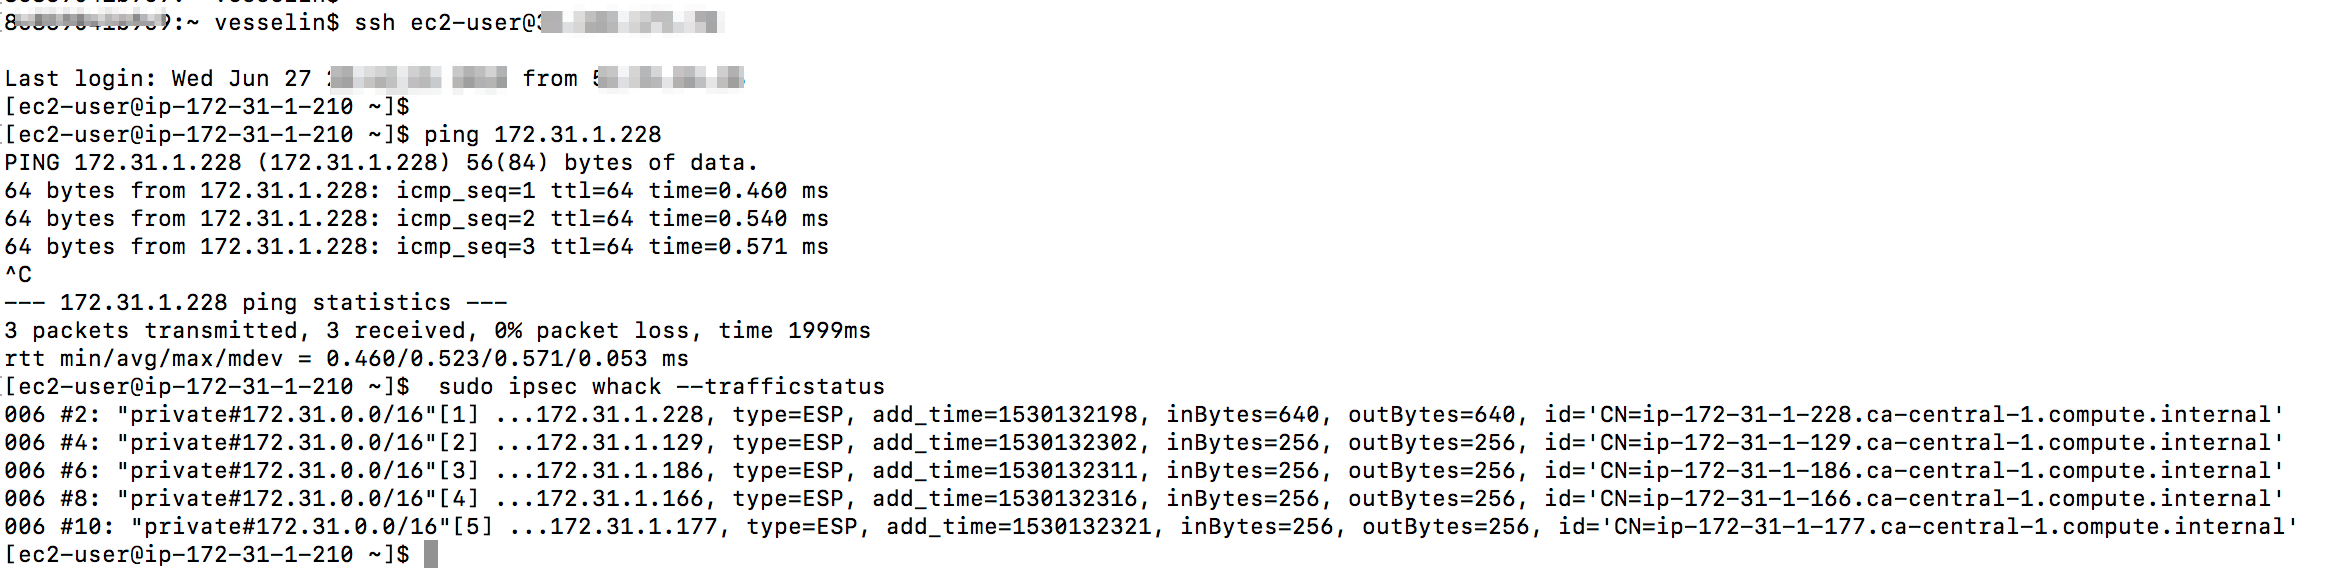 :~ vesselin$ ssh ec2-user@
Last login: Wed Jun 27 from
[ec2-user@ip-172-31-1-210 ~]$
[ec2-user@ip-172-31-1-210 ~]$ ping 172.31.1.228
PING 172.31.1.228 (172.31.1.228) 56(84) bytes of data.
64 bytes from 172.31.1.228: icmp_seq=1 ttl=64 time=0.460 ms
64 bytes from 172.31.1.228: icmp_seq=2 ttl=64 time=0.540 ms
64 bytes from 172.31.1.228: icmp_seq=3 ttl=64 time=0.571 ms
^C
--- 172.31.1.228 ping statistics ---
3 packets transmitted, 3 received, 0% packet loss, time 1999ms
rtt min/avg/max/mdev = 0.460/0.523/0.571/0.053 ms
[ec2-user@ip-172-31-1-210 ~]$  sudo ipsec whack --trafficstatus
006 #2: "private#172.31.0.0/16"[1] ...172.31.1.228, type=ESP, add_time=1530132198, inBytes=640, outBytes=640, id='CN=ip-172-31-1-228.ca-central-1.compute.internal'
006 #4: "private#172.31.0.0/16"[2] ...172.31.1.129, type=ESP, add_time=1530132302, inBytes=256, outBytes=256, id='CN=ip-172-31-1-129.ca-central-1.compute.internal'
006 #6: "private#172.31.0.0/16"[3] ...172.31.1.186, type=ESP, add_time=1530132311, inBytes=256, outBytes=256, id='CN=ip-172-31-1-186.ca-central-1.compute.internal'
006 #8: "private#172.31.0.0/16"[4] ...172.31.1.166, type=ESP, add_time=1530132316, inBytes=256, outBytes=256, id='CN=ip-172-31-1-166.ca-central-1.compute.internal'
006 #10: "private#172.31.0.0/16"[5] ...172.31.1.177, type=ESP, add_time=1530132321, inBytes=256, outBytes=256, id='CN=ip-172-31-1-177.ca-central-1.compute.internal'
[ec2-user@ip-172-31-1-210 ~]$